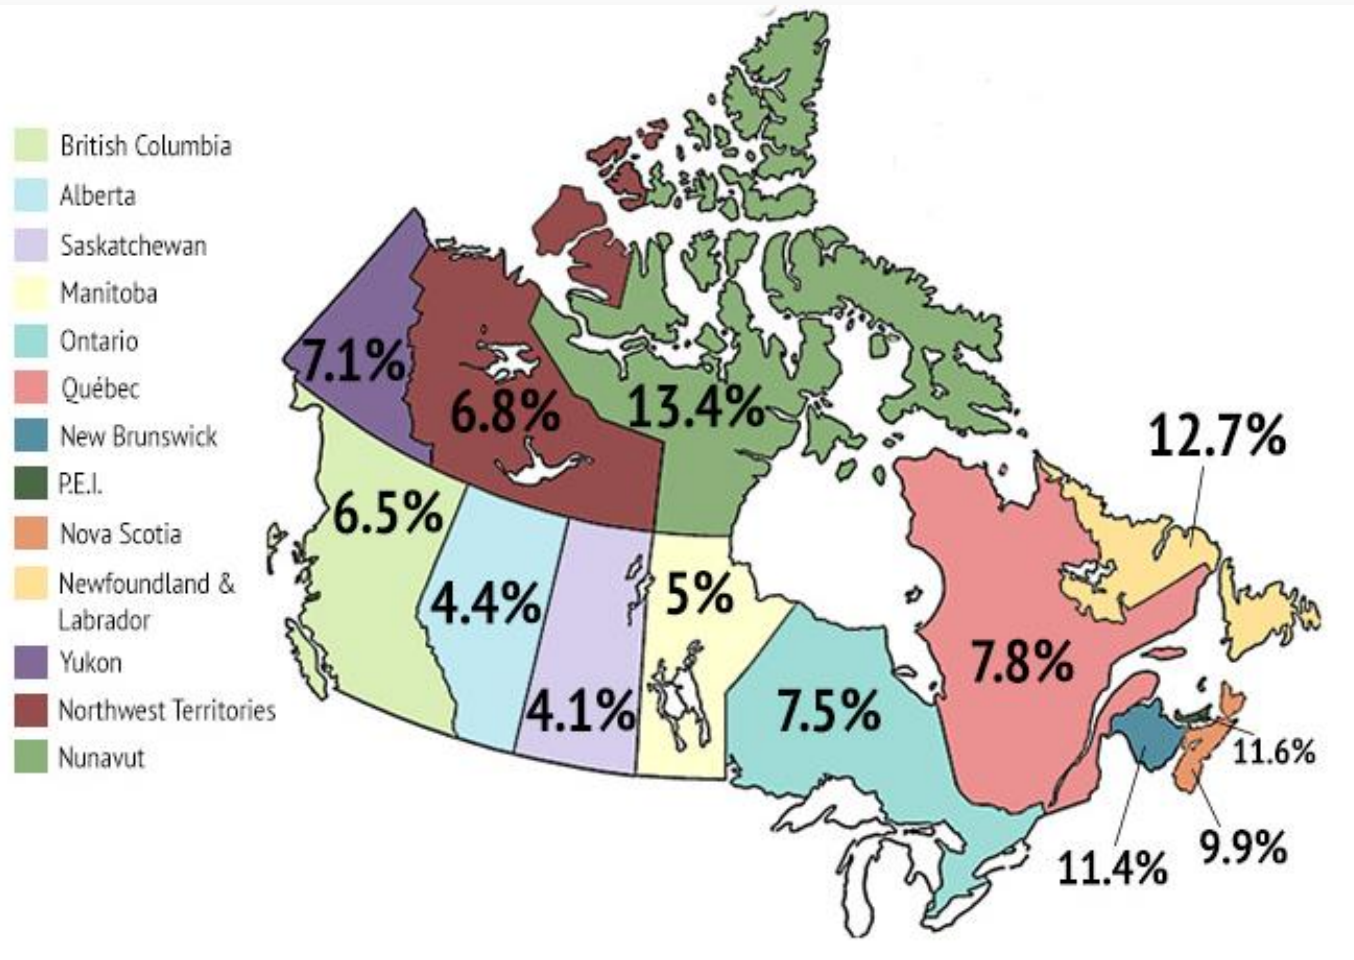 British Columbia
Alberta
Saskatchewan
Manitoba
Ontario
Québec
New Brunswick
P.E.I.
Nova Scotia
Newfoundland &
Labrador
Yukon
Northwest Territories
Nunavut
7.1%
6.8%
13.4%
12.7%
6.5%
4.4%
5%
4.1%
7.5%
7.8%
11.6%
11.4%
9.9%